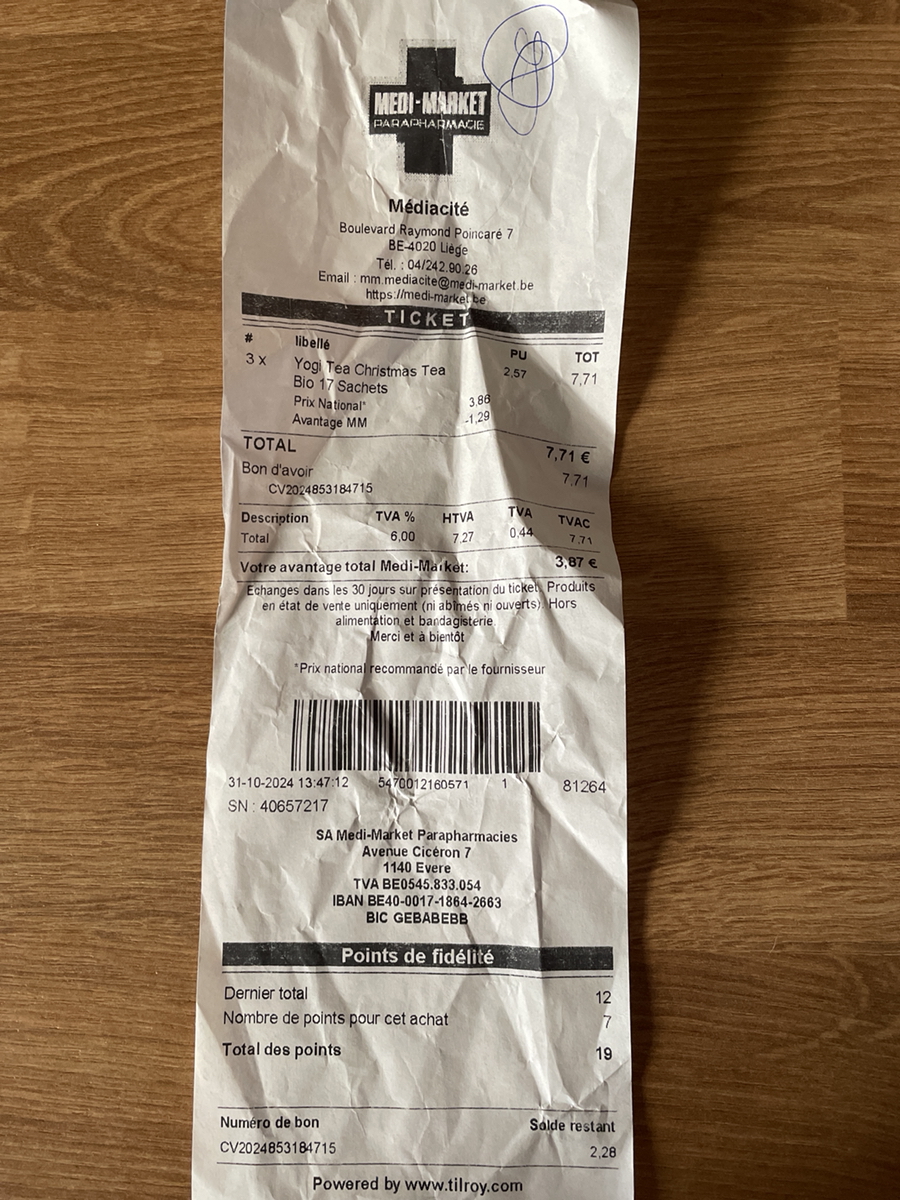 MEDI-MARKET
PARAPHARMACIE
Médiacité
Boulevard Raymond Poincaré 7
BE-4020 Liège
Tél. : 04/242.90.26
Email : mm.mediacite@medi-market.be
https://medi-market.be
TICKET
# libellé PU TOT
3 x Yogi Tea Christmas Tea 2,57 7,71
Bio 17 Sachets
Prix National* 3,86
Avantage MM -1,29
TOTAL 7,71 €
Bon d'avoir 7,71
CV2024853184715
Description TVA % HTVA TVA TVAC
Total 6,00 7,27 0,44 7,71
Votre avantage total Medi-Market: 3,87 €
Echanges dans les 30 jours sur présentation du ticket. Produits
en état de vente uniquement (ni abîmés ni ouverts). Hors
alimentation et bandagisterie.
Merci et à bientôt
*Prix national recommandé par le fournisseur
31-10-2024 13:47:12 5470012160571 1 81264
SN : 40657217
SA Medi-Market Parapharmacies
Avenue Cicéron 7
1140 Evere
TVA BE0545.833.054
IBAN BE40-0017-1864-2663
BIC GEBABEBB
Points de fidélité
Dernier total 12
Nombre de points pour cet achat 7
Total des points 19
Numéro de bon Solde restant
CV2024853184715 2,28
Powered by www.tilroy.com